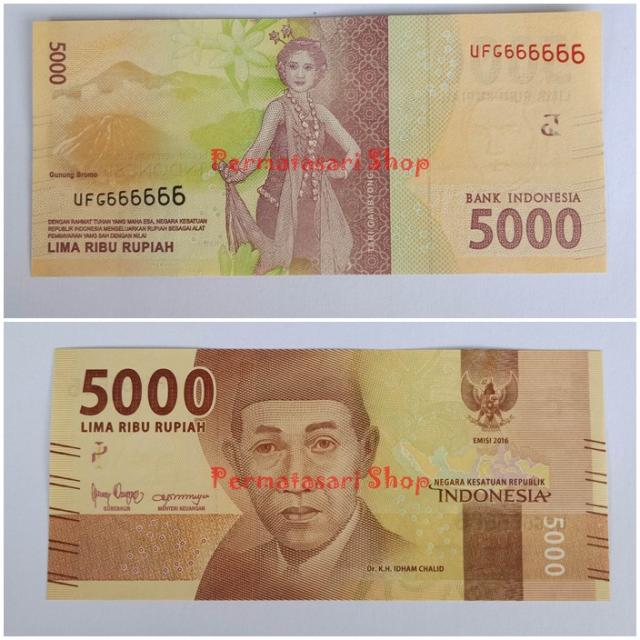 5000
UFG666666
Permatasari Shop
Gunung Bromo
UFG666666
DENGAN RAHMAT TUHAN YANG MAHA ESA, NEGARA KESATUAN
REPUBLIK INDONESIA MENGELUARKAN RUPIAH SEBAGAI ALAT
PEMBAYARAN YANG SAH DENGAN NILAI
LIMA RIBU RUPIAH
TARI GAMBYONG
BANK INDONESIA
5000
5000
LIMA RIBU RUPIAH
EMISI 2016
Permatasari Shop
NEGARA KESATUAN REPUBLIK
INDONESIA
GUBERNUR
MENTERI KEUANGAN
5000
Dr. K.H. IDHAM CHALID